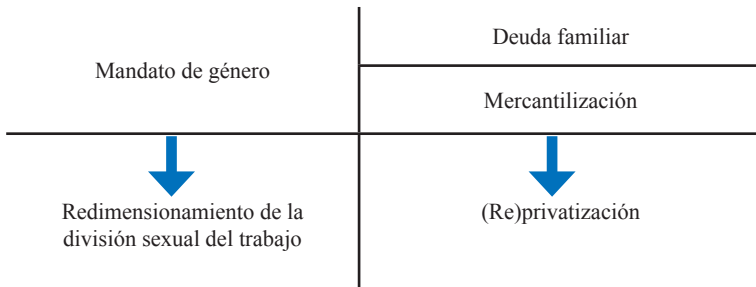 Mandato de género
Deuda familiar
Mercantilización
Redimensionamiento de la
división sexual del trabajo
(Re)privatización